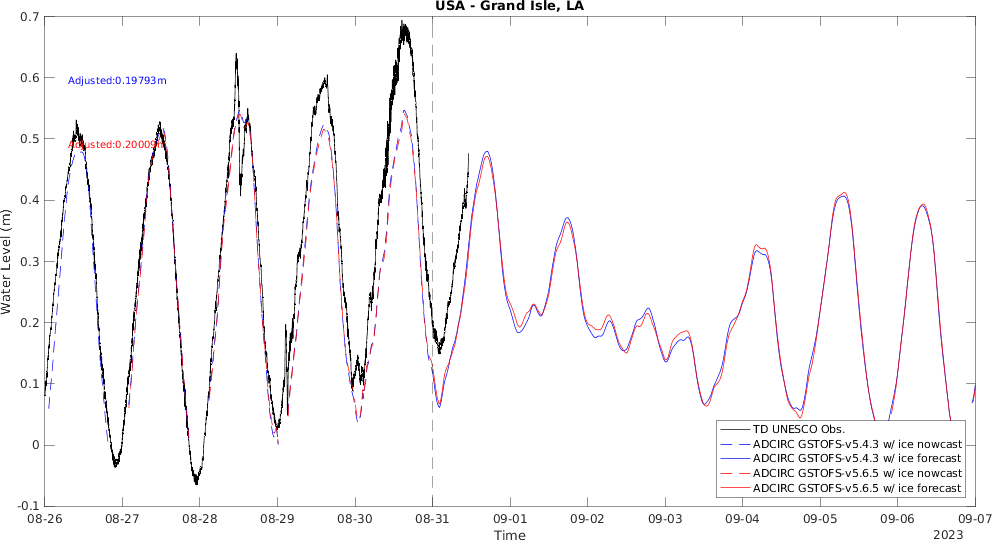 USA - Grand Isle, LA
0.7
0.6
0.5
0.4
0.3
0.2
0.1
0
-0.1
Water Level (m)
Adjusted:0.19793m
Adjusted:0.20009m
TD UNESCO Obs.
ADCIRC GSTOFS-v5.4.3 w/ ice nowcast
ADCIRC GSTOFS-v5.4.3 w/ ice forecast
ADCIRC GSTOFS-v5.6.5 w/ ice nowcast
ADCIRC GSTOFS-v5.6.5 w/ ice forecast
08-26 08-27 08-28 08-29 08-30 08-31 09-01 09-02 09-03 09-04 09-05 09-06 09-07
Time
2023